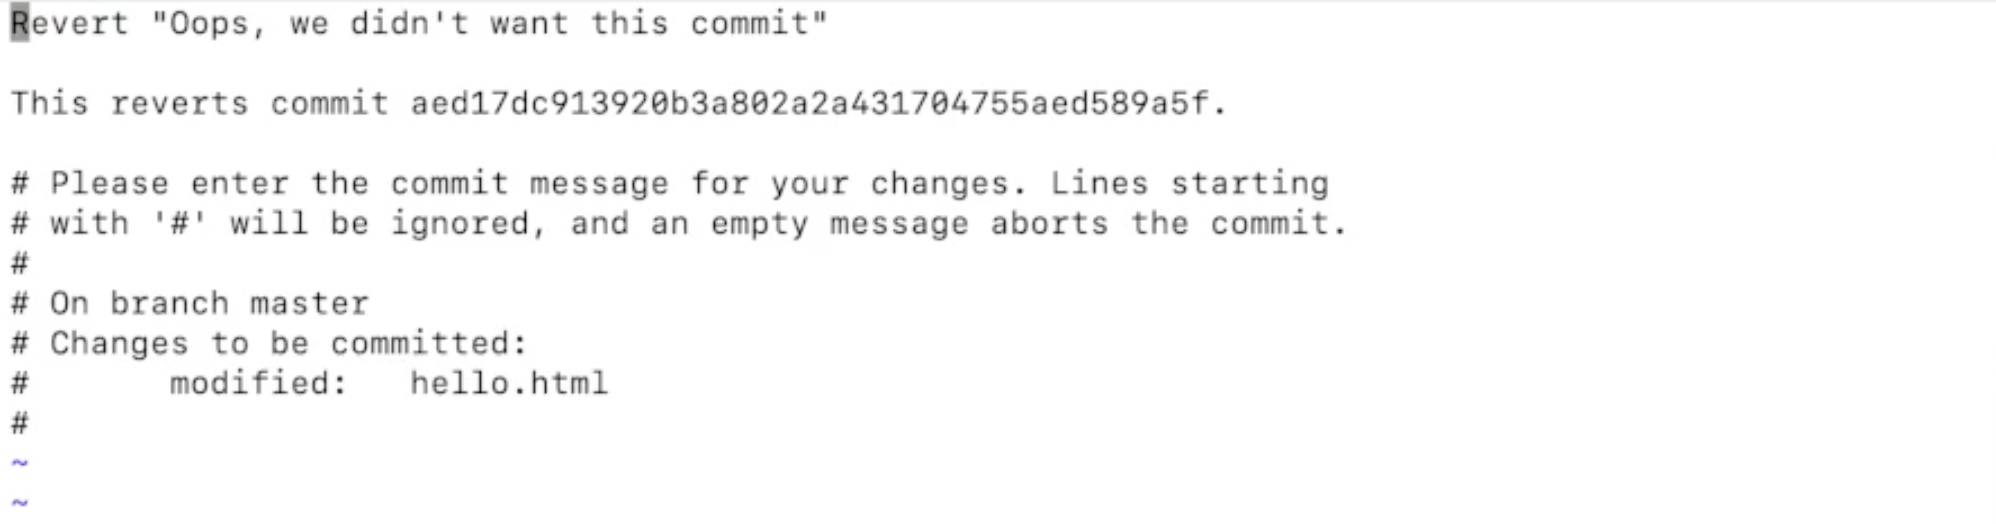 Revert "Oops, we didn't want this commit"
This reverts commit aed17dc913920b3a802a2a431704755aed589a5f.
# Please enter the commit message for your changes. Lines starting
# with '#' will be ignored, and an empty message aborts the commit.
#
# On branch master
# Changes to be committed:
#       modified:   hello.html
#
~
~